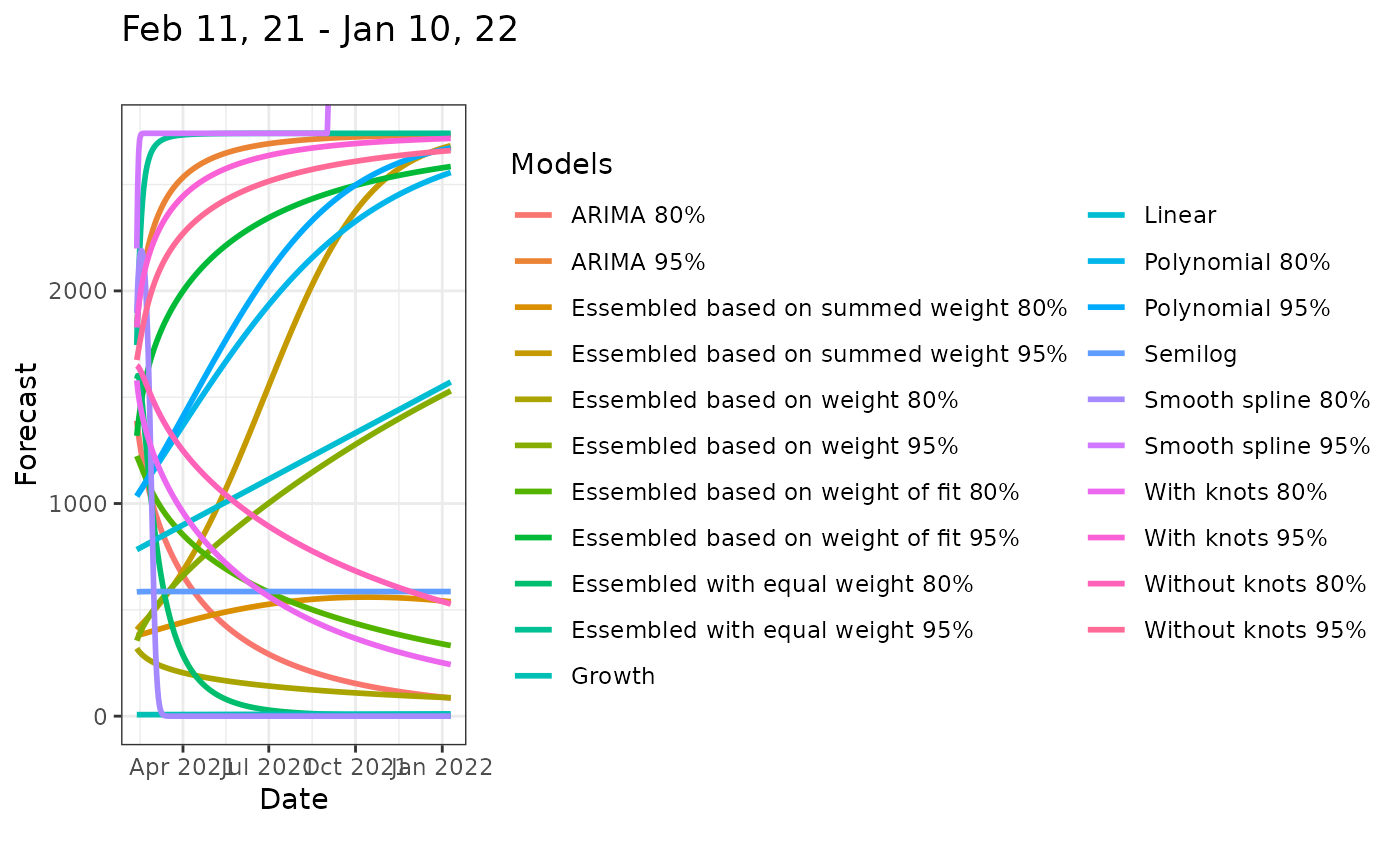 Feb 11, 21 - Jan 10, 22
Forecast
2000
1000
0
Apr 2021
Jul 2021
Oct 2021
Jan 2022
Date
Models
ARIMA 80%
ARIMA 95%
Essembled based on summed weight 80%
Essembled based on summed weight 95%
Essembled based on weight 80%
Essembled based on weight 95%
Essembled based on weight of fit 80%
Essembled based on weight of fit 95%
Essembled with equal weight 80%
Essembled with equal weight 95%
Growth
Linear
Polynomial 80%
Polynomial 95%
Semilog
Smooth spline 80%
Smooth spline 95%
With knots 80%
With knots 95%
Without knots 80%
Without knots 95%